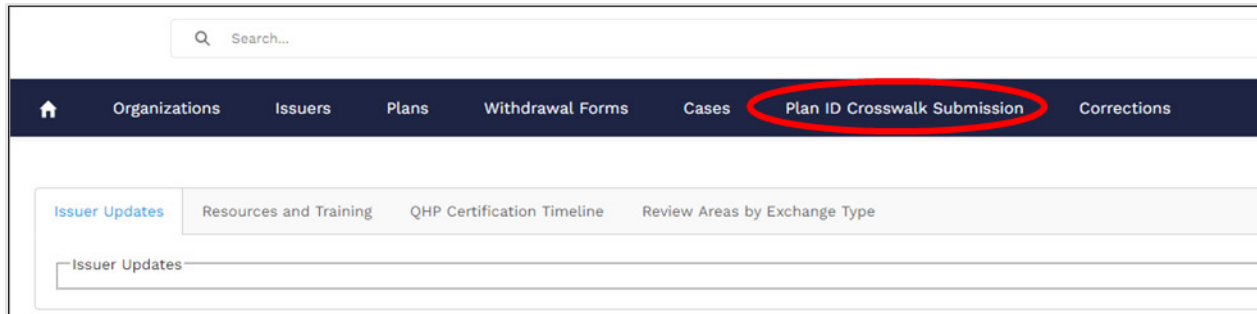 Search...
Organizations Issuers Plans Withdrawal Forms Cases Plan ID Crosswalk Submission Corrections
Issuer Updates Resources and Training QHP Certification Timeline Review Areas by Exchange Type
Issuer Updates